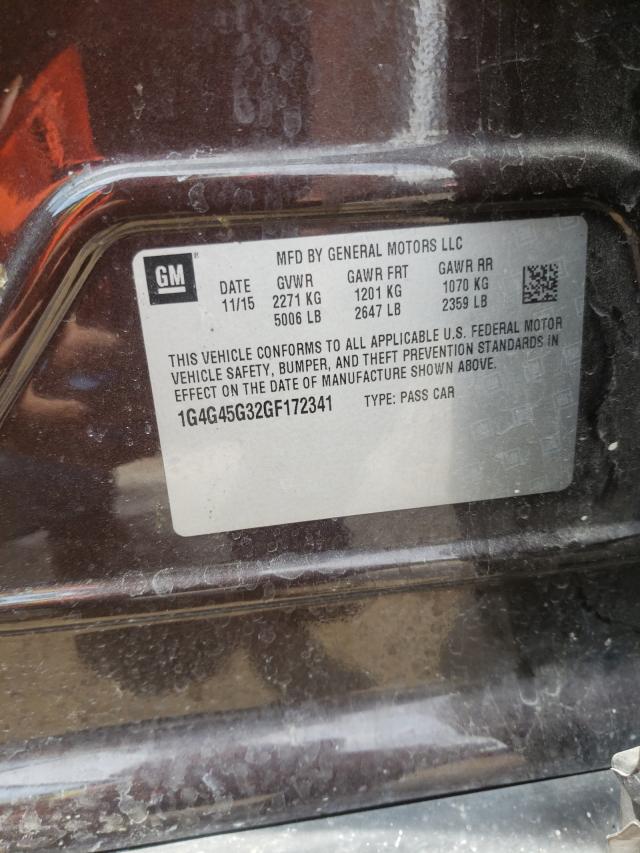 GM
MFD BY GENERAL MOTORS LLC
DATE GVWR GAWR FRT GAWR RR
11/15 2271 KG 1201 KG 1070 KG
5006 LB 2647 LB 2359 LB
THIS VEHICLE CONFORMS TO ALL APPLICABLE U.S. FEDERAL MOTOR
VEHICLE SAFETY, BUMPER, AND THEFT PREVENTION STANDARDS IN
EFFECT ON THE DATE OF MANUFACTURE SHOWN ABOVE.
1G4G45G32GF172341 TYPE: PASS CAR